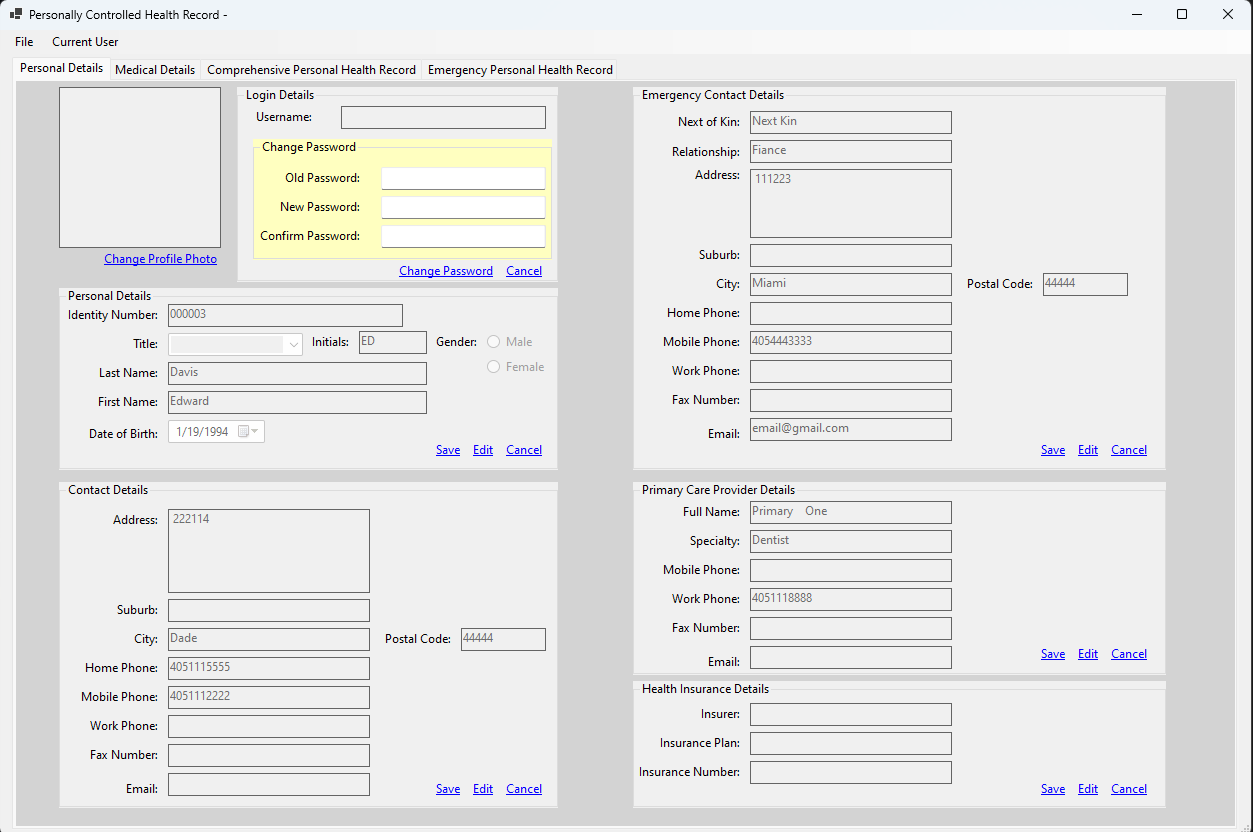 Personally Controlled Health Record -
File Current User
Personal Details Medical Details Comprehensive Personal Health Record Emergency Personal Health Record
Change Profile Photo
Login Details
Username:
Change Password
Old Password:
New Password:
Confirm Password:
Change Password Cancel
Personal Details
Identity Number: 000003
Title: Initials: ED Gender: Male
Female
Last Name: Davis
First Name: Edward
Date of Birth: 1/19/1994
Save Edit Cancel
Contact Details
Address: 222114
Suburb:
City: Dade Postal Code: 44444
Home Phone: 4051115555
Mobile Phone: 4051112222
Work Phone:
Fax Number:
Email:
Save Edit Cancel
Emergency Contact Details
Next of Kin: Next Kin
Relationship: Fiance
Address: 111223
Suburb:
City: Miami Postal Code: 44444
Home Phone:
Mobile Phone: 4054443333
Work Phone:
Fax Number:
Email: email@gmail.com
Save Edit Cancel
Primary Care Provider Details
Full Name: Primary One
Specialty: Dentist
Mobile Phone:
Work Phone: 4051118888
Fax Number:
Email:
Save Edit Cancel
Health Insurance Details
Insurer:
Insurance Plan:
Insurance Number:
Save Edit Cancel